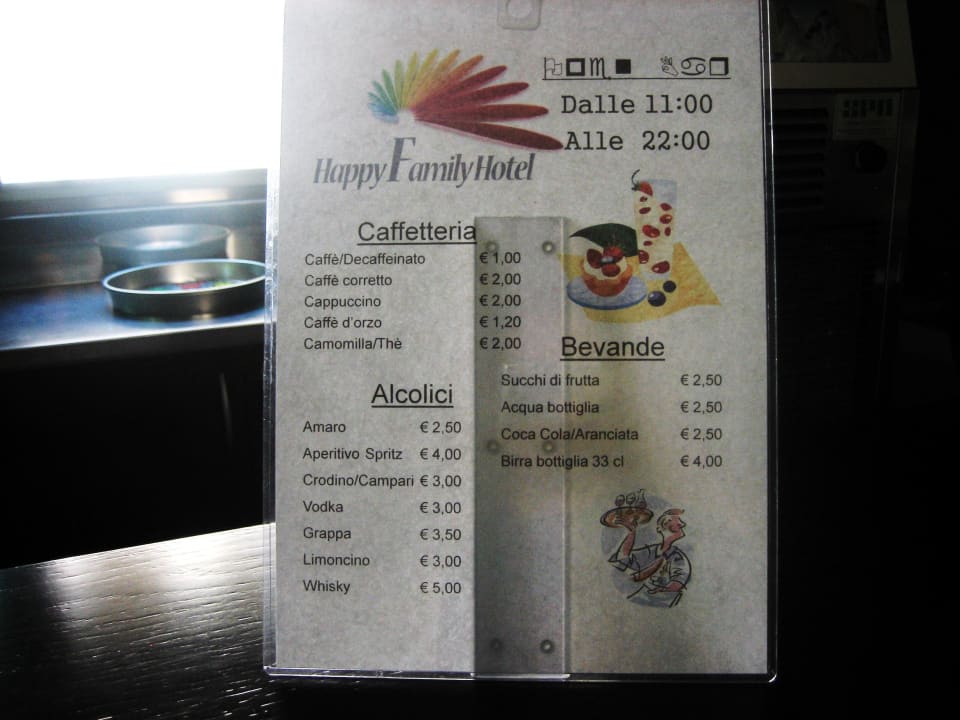 ⚐❑♏■ 👌♋❒
Dalle 11:00
Alle 22:00
Happy Family Hotel
Caffetteria
Caffè/Decaffeinato € 1,00
Caffè corretto € 2,00
Cappuccino € 2,00
Caffè d'orzo € 1,20
Camomilla/Thè € 2,00
Alcolici
Amaro € 2,50
Aperitivo Spritz € 4,00
Crodino/Campari € 3,00
Vodka € 3,00
Grappa € 3,50
Limoncino € 3,00
Whisky € 5,00
Bevande
Succhi di frutta € 2,50
Acqua bottiglia € 2,50
Coca Cola/Aranciata € 2,50
Birra bottiglia 33 cl € 4,00